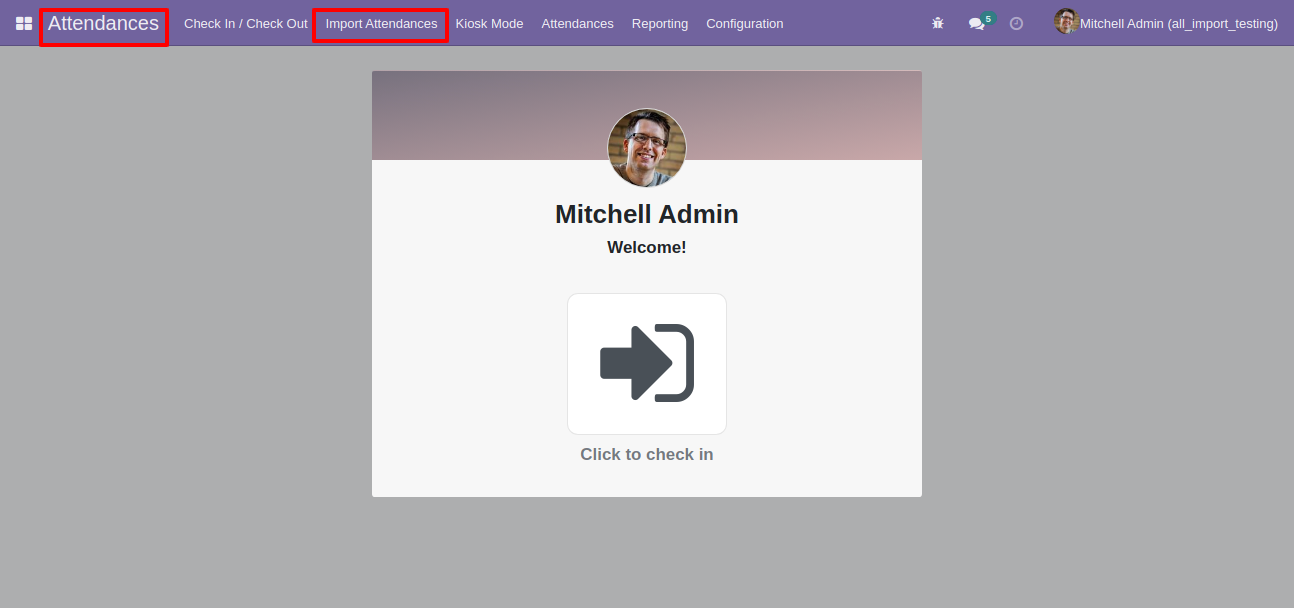 Attendances Check In / Check Out Import Attendances Kiosk Mode Attendances Reporting Configuration 5 Mitchell Admin (all_import_testing)
Mitchell Admin
Welcome!
Click to check in